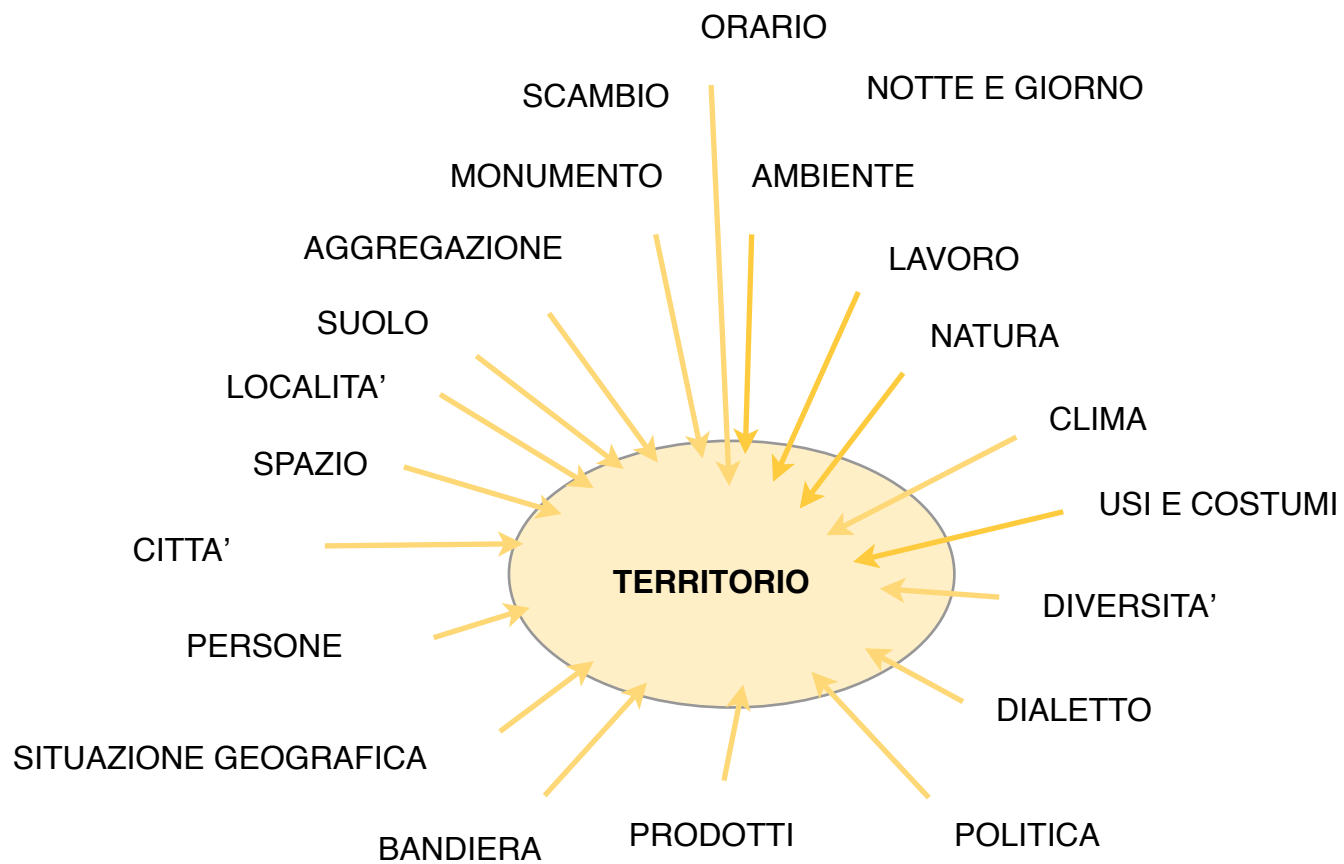 ORARIO
NOTTE E GIORNO
SCAMBIO
MONUMENTO
AMBIENTE
AGGREGAZIONE
LAVORO
SUOLO
NATURA
LOCALITA’
CLIMA
SPAZIO
USI E COSTUMI
CITTA’
TERRITORIO
DIVERSITA’
PERSONE
DIALETTO
SITUAZIONE GEOGRAFICA
BANDIERA
PRODOTTI
POLITICA